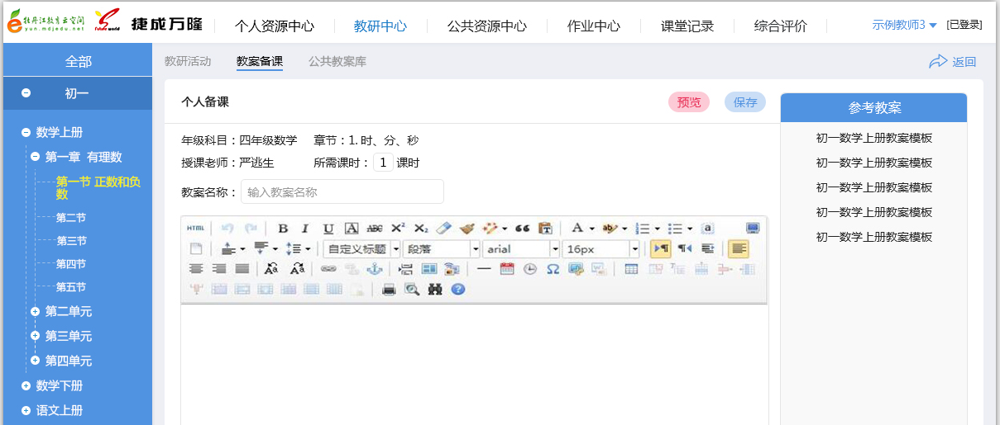 牡丹江教育云空间
yun.mdjedu.net
Future world
捷成万隆
个人资源中心 教研中心 公共资源中心 作业中心 课堂记录 综合评价
示例教师3 [已登录]
全部
初一
数学上册
第一章 有理数
第一节 正数和负
数
第二节
第三节
第四节
第五节
第二单元
第三单元
第四单元
数学下册
语文上册
教研活动 教案备课 公共教案库
返回
个人备课 预览 保存
年级科目：四年级数学 章节：1. 时、分、秒
授课老师：严逃生 所需课时： 1 课时
教案名称： 输入教案名称
HTML B I U A ABC X² X₂ A ab a
自定义标题 段落 arial 16px
参考教案
初一数学上册教案模板
初一数学上册教案模板
初一数学上册教案模板
初一数学上册教案模板
初一数学上册教案模板